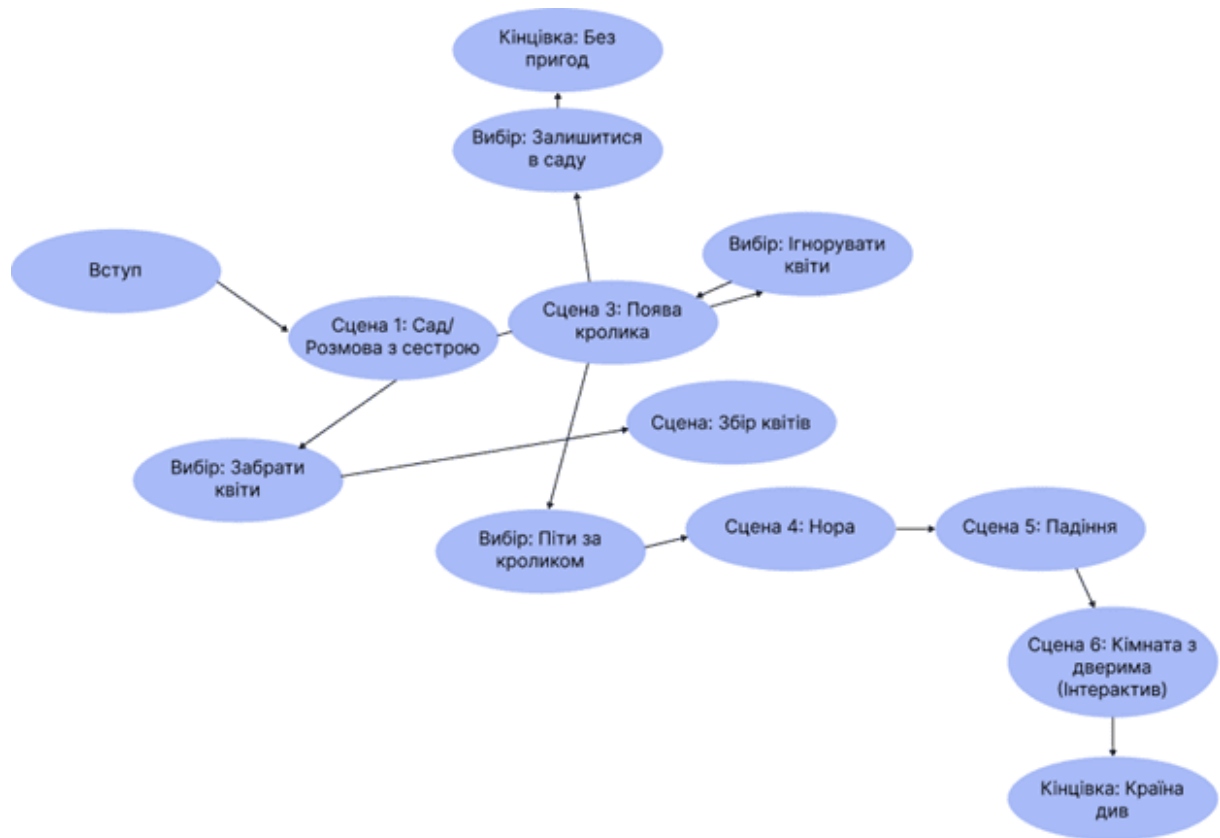 Кінцівка: Без
пригод
Вибір: Залишитися
в саду
Вибір: Ігнорувати
квіти
Вступ
Сцена 3: Поява
кролика
Сцена 1: Сад/
Розмова з сестрою
Сцена: Збір квітів
Вибір: Забрати
квіти
Вибір: Піти за
кроликом
Сцена 4: Нора
Сцена 5: Падіння
Сцена 6: Кімната з
дверима
(Інтерактив)
Кінцівка: Країна
див